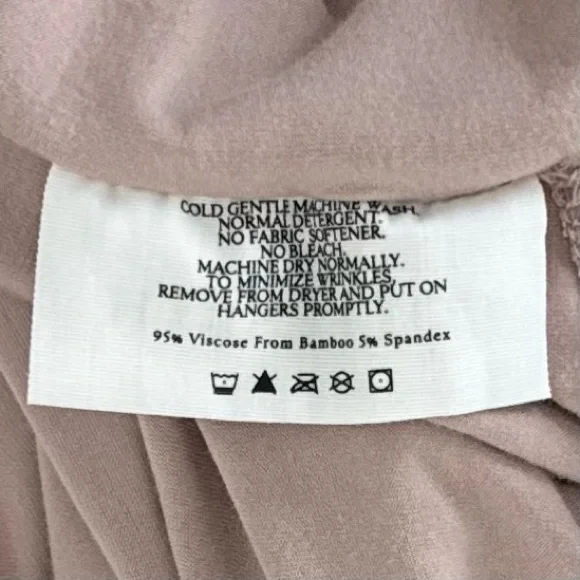 COLD GENTLE MACHINE WASH.
NORMAL DETERGENT.
NO FABRIC SOFTENER.
NO BLEACH.
MACHINE DRY NORMALLY.
TO MINIMIZE WRINKLES,
REMOVE FROM DRYER AND PUT ON
HANGERS PROMPTLY.
95% Viscose From Bamboo 5% Spandex